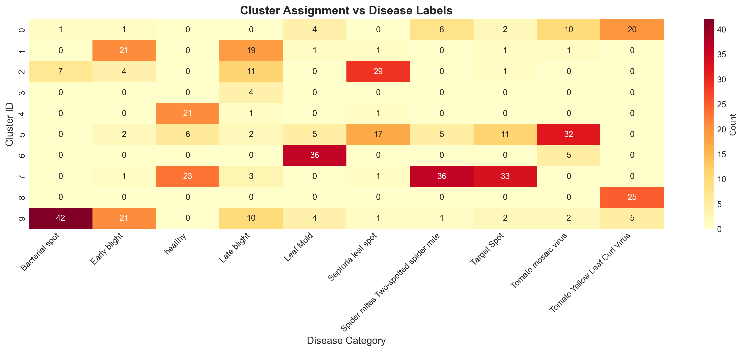 Cluster Assignment vs Disease Labels
0 1 1 0 0 4 0 8 2 10 20
1 0 21 0 19 1 1 0 1 1 0
2 7 4 0 11 0 29 0 1 0 0
3 0 0 0 4 0 0 0 0 0 0
4 0 0 21 1 0 1 0 0 0 0
5 0 2 6 2 5 17 5 11 32 0
6 0 0 0 0 36 0 0 0 5 0
7 0 1 23 3 0 1 36 33 0 0
8 0 0 0 0 0 0 0 0 0 25
9 42 21 0 10 4 1 1 2 2 5
Cluster ID
Bacterial spot
Early blight
healthy
Late blight
Leaf Mold
Septoria leaf spot
Spider mites Two-spotted spider mite
Target Spot
Tomato mosaic virus
Tomato Yellow Leaf Curl Virus
Disease Category
40
35
30
25
20
15
10
5
0
Count